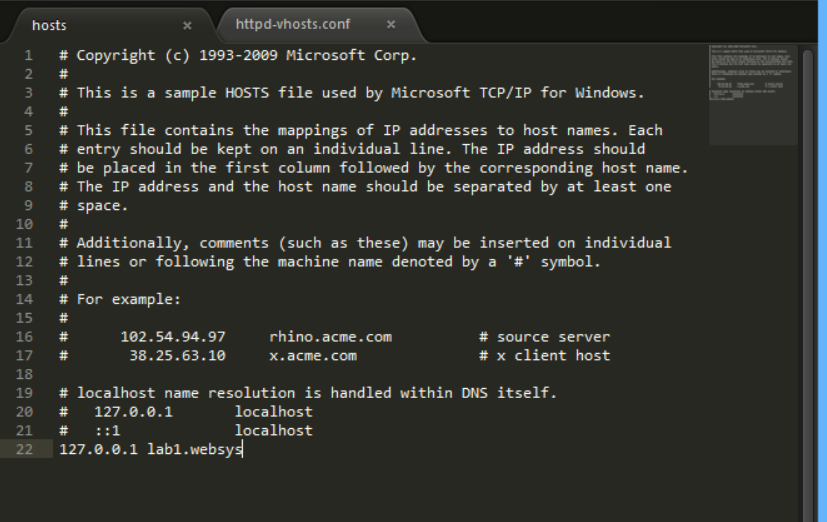 hosts × httpd-vhosts.conf ×
1 # Copyright (c) 1993-2009 Microsoft Corp.
2 #
3 # This is a sample HOSTS file used by Microsoft TCP/IP for Windows.
4 #
5 # This file contains the mappings of IP addresses to host names. Each
6 # entry should be kept on an individual line. The IP address should
7 # be placed in the first column followed by the corresponding host name.
8 # The IP address and the host name should be separated by at least one
9 # space.
10 #
11 # Additionally, comments (such as these) may be inserted on individual
12 # lines or following the machine name denoted by a '#' symbol.
13 #
14 # For example:
15 #
16 #      102.54.94.97     rhino.acme.com          # source server
17 #       38.25.63.10     x.acme.com              # x client host
18
19 # localhost name resolution is handled within DNS itself.
20 #   127.0.0.1       localhost
21 #   ::1             localhost
22 127.0.0.1 lab1.websys